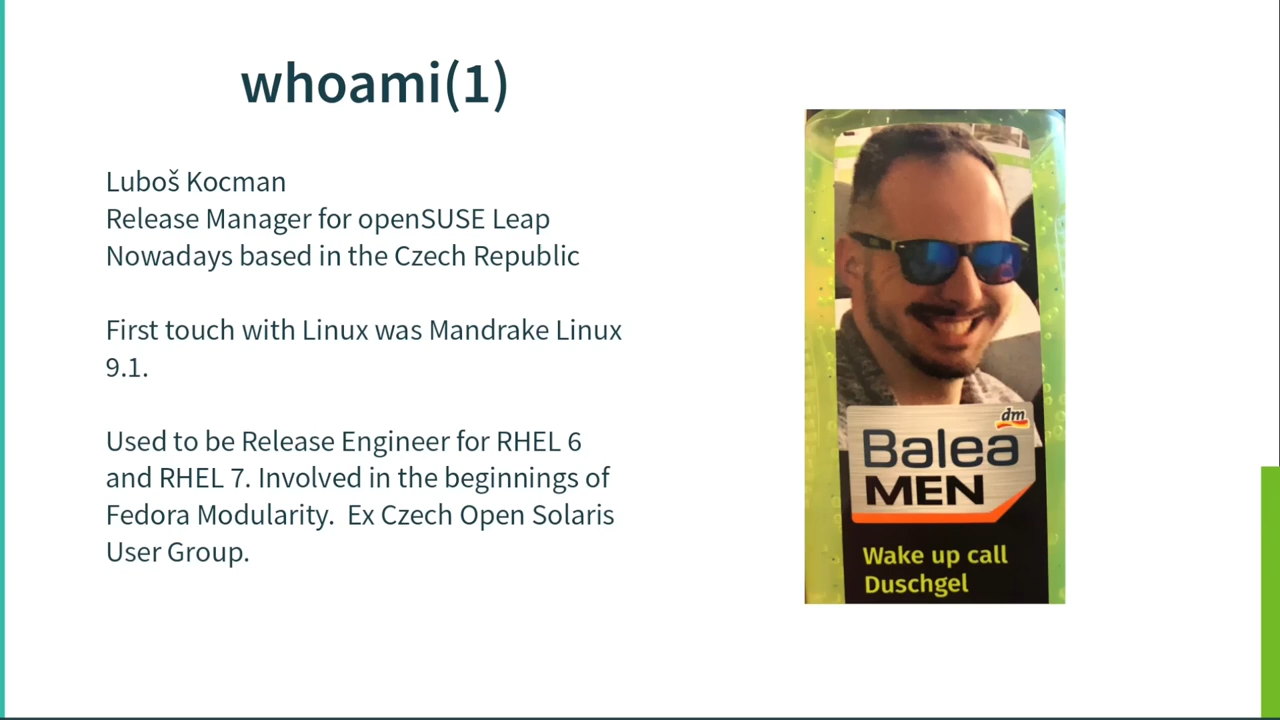 whoami(1)
Luboš Kocman
Release Manager for openSUSE Leap
Nowadays based in the Czech Republic
First touch with Linux was Mandrake Linux
9.1.
Used to be Release Engineer for RHEL 6
and RHEL 7. Involved in the beginnings of
Fedora Modularity.  Ex Czech Open Solaris
User Group.
dm
Balea
MEN
Wake up call
Duschgel